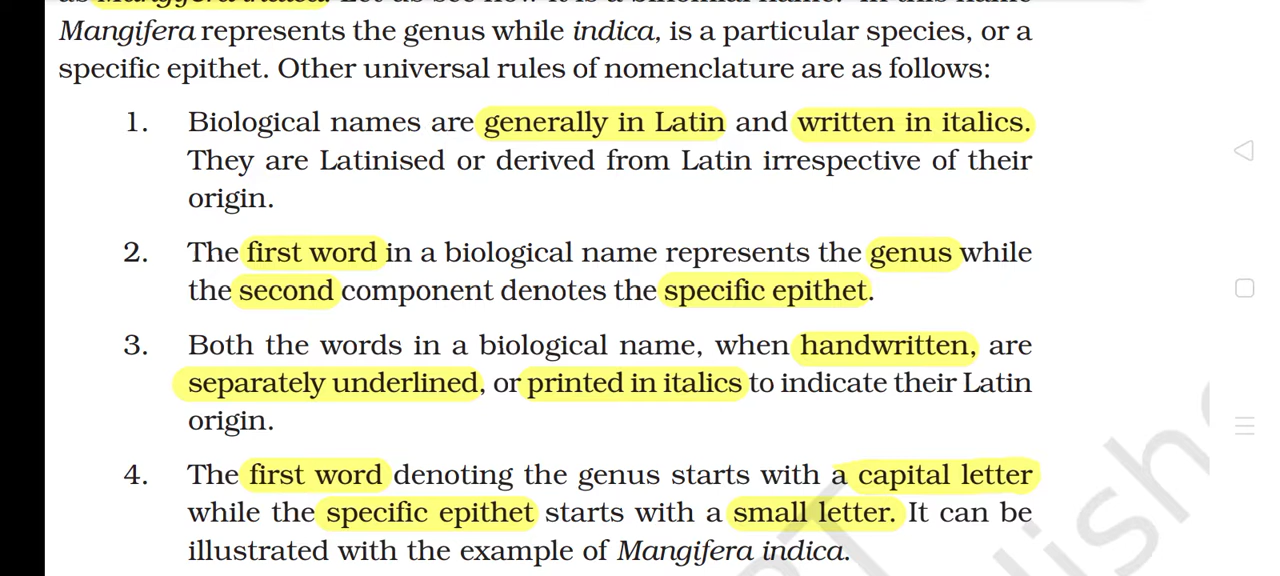 Mangifera represents the genus while indica, is a particular species, or a
specific epithet. Other universal rules of nomenclature are as follows:
1. Biological names are generally in Latin and written in italics.
They are Latinised or derived from Latin irrespective of their
origin.
2. The first word in a biological name represents the genus while
the second component denotes the specific epithet.
3. Both the words in a biological name, when handwritten, are
separately underlined, or printed in italics to indicate their Latin
origin.
4. The first word denoting the genus starts with a capital letter
while the specific epithet starts with a small letter. It can be
illustrated with the example of Mangifera indica.